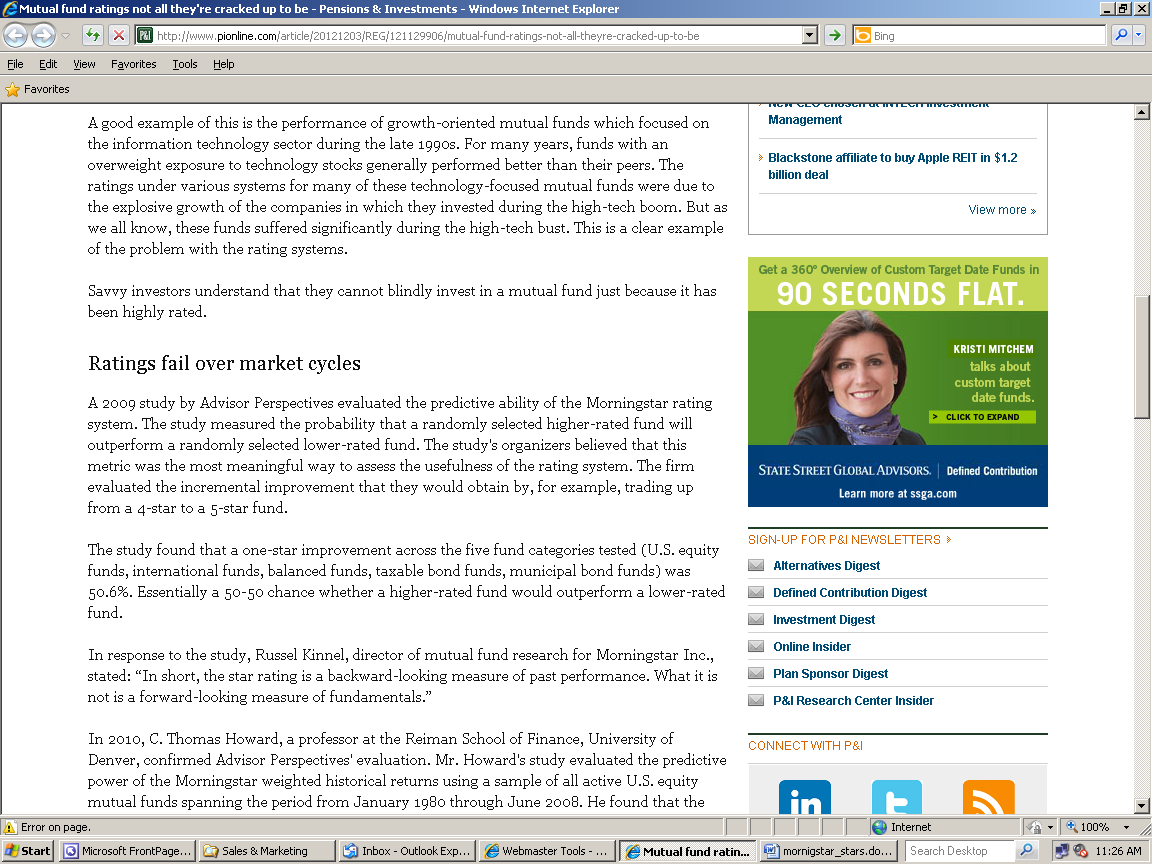 Mutual fund ratings not all they're cracked up to be - Pensions & Investments - Windows Internet Explorer
http://www.pionline.com/article/20121203/REG/121129906/mutual-fund-ratings-not-all-theyre-cracked-up-to-be
Bing
File Edit View Favorites Tools Help
Favorites
A good example of this is the performance of growth-oriented mutual funds which focused on
the information technology sector during the late 1990s. For many years, funds with an
overweight exposure to technology stocks generally performed better than their peers. The
ratings under various systems for many of these technology-focused mutual funds were due to
the explosive growth of the companies in which they invested during the high-tech boom. But as
we all know, these funds suffered significantly during the high-tech bust. This is a clear example
of the problem with the rating systems.
Savvy investors understand that they cannot blindly invest in a mutual fund just because it has
been highly rated.
Ratings fail over market cycles
A 2009 study by Advisor Perspectives evaluated the predictive ability of the Morningstar rating
system. The study measured the probability that a randomly selected higher-rated fund will
outperform a randomly selected lower-rated fund. The study's organizers believed that this
metric was the most meaningful way to assess the usefulness of the rating system. The firm
evaluated the incremental improvement that they would obtain by, for example, trading up
from a 4-star to a 5-star fund.
The study found that a one-star improvement across the five fund categories tested (U.S. equity
funds, international funds, balanced funds, taxable bond funds, municipal bond funds) was
50.6%. Essentially a 50-50 chance whether a higher-rated fund would outperform a lower-rated
fund.
In response to the study, Russel Kinnel, director of mutual fund research for Morningstar Inc.,
stated: “In short, the star rating is a backward-looking measure of past performance. What it is
not is a forward-looking measure of fundamentals.”
In 2010, C. Thomas Howard, a professor at the Reiman School of Finance, University of
Denver, confirmed Advisor Perspectives' evaluation. Mr. Howard's study evaluated the predictive
power of the Morningstar weighted historical returns using a sample of all active U.S. equity
mutual funds spanning the period from January 1980 through June 2008. He found that the
New CEO chosen at INTECH Investment
Management
Blackstone affiliate to buy Apple REIT in $1.2
billion deal
View more »
Get a 360° Overview of Custom Target Date Funds in
90 SECONDS FLAT.
KRISTI MITCHEM
talks about
custom target
date funds.
> CLICK TO EXPAND
STATE STREET GLOBAL ADVISORS. | Defined Contribution
Learn more at ssga.com
SIGN-UP FOR P&I NEWSLETTERS
Alternatives Digest
Defined Contribution Digest
Investment Digest
Online Insider
Plan Sponsor Digest
P&I Research Center Insider
CONNECT WITH P&I
in
Error on page.
Internet
100%
Start
Microsoft FrontPage...
Sales & Marketing
Inbox - Outlook Exp...
Webmaster Tools - ...
Mutual fund ratin...
mornigstar_stars.do...
Search Desktop
11:26 AM